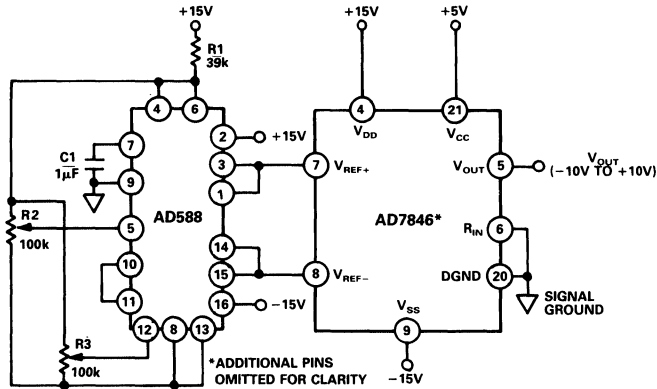 +15V
+15V
+5V
R1
39k
4
6
4
21
V_DD
V_CC
7
2
+15V
C1
1µF
3
7
V_REF+
V_OUT
5
V_OUT
(–10V TO +10V)
9
1
AD588
AD7846*
R2
100k
5
R_IN
6
14
10
15
8
V_REF–
DGND
20
11
16
–15V
V_SS
SIGNAL
GROUND
12
8
13
9
R3
100k
*ADDITIONAL PINS
OMITTED FOR CLARITY
–15V